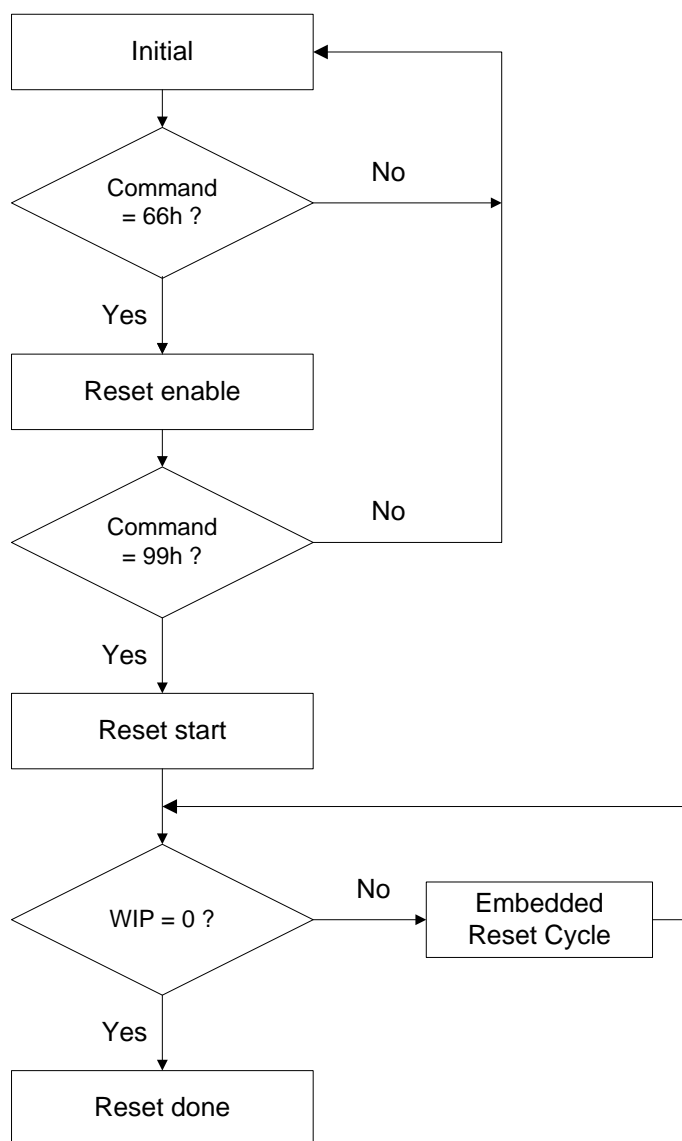 Initial
Command
= 66h ?
No
Yes
Reset enable
Command
= 99h ?
No
Yes
Reset start
WIP = 0 ?
No
Embedded
Reset Cycle
Yes
Reset done